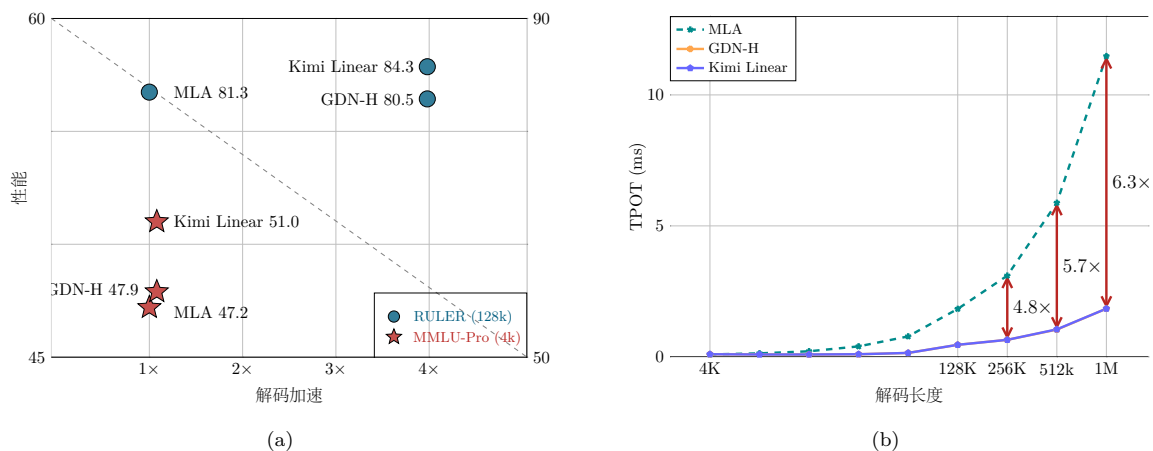 60
90
Kimi Linear 84.3
MLA 81.3
GDN-H 80.5
性能
Kimi Linear 51.0
GDN-H 47.9
MLA 47.2
RULER (128k)
MMLU-Pro (4k)
45
50
1×
2×
3×
4×
解码加速
(a)
MLA
GDN-H
Kimi Linear
10
TPOT (ms)
6.3×
5
5.7×
4.8×
0
4K
128K
256K
512k
1M
解码长度
(b)